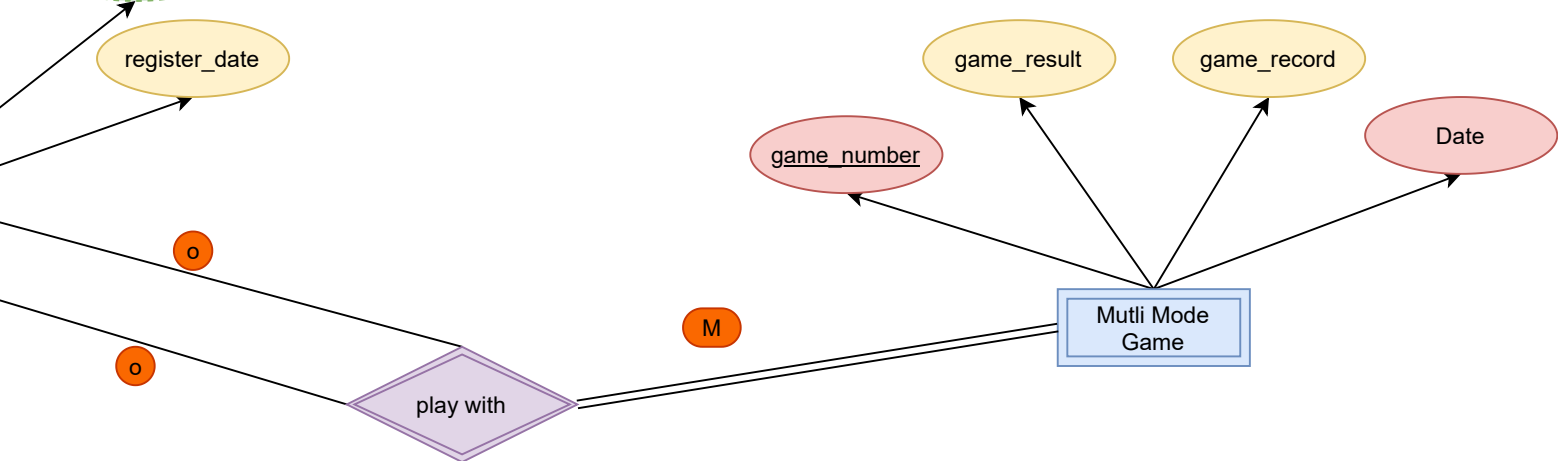 register_date
game_result
game_record
Date
game_number
o
M
Mutli Mode
Game
o
play with